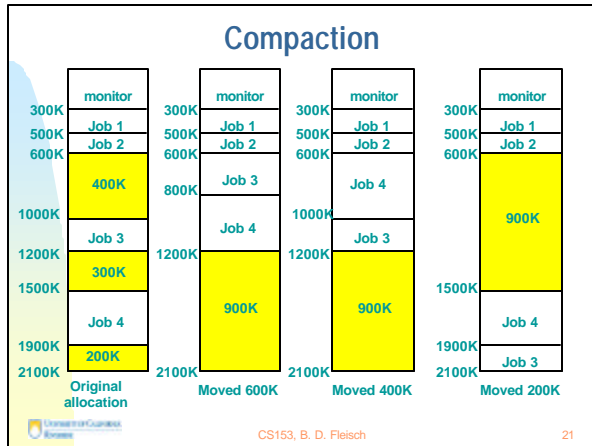 Compaction
monitor
300K
Job 1
500K
Job 2
600K
400K
1000K
Job 3
1200K
300K
1500K
Job 4
1900K
200K
2100K
Original
allocation
monitor
300K
Job 1
500K
Job 2
600K
Job 3
800K
Job 4
1200K
900K
2100K
Moved 600K
monitor
300K
Job 1
500K
Job 2
600K
Job 4
1000K
Job 3
1200K
900K
2100K
Moved 400K
monitor
300K
Job 1
500K
Job 2
600K
900K
1500K
Job 4
1900K
Job 3
2100K
Moved 200K
University of California
Riverside
CS153, B. D. Fleisch
21